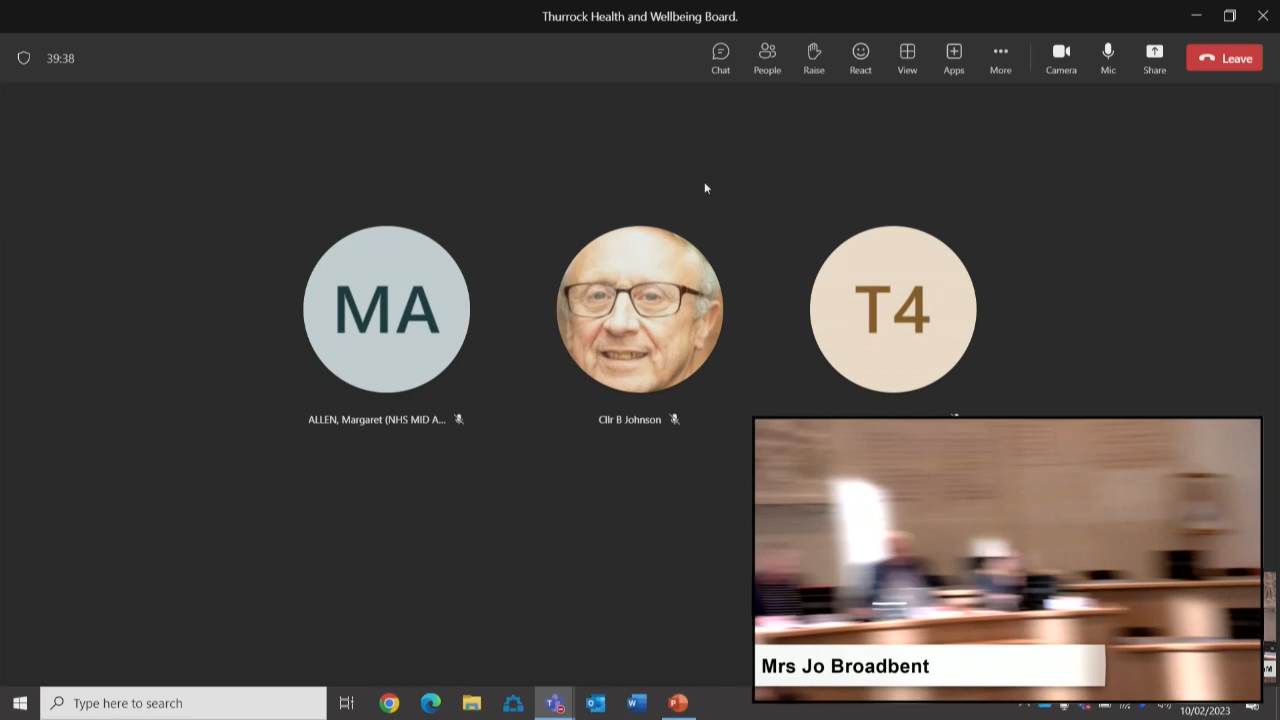 Thurrock Health and Wellbeing Board.
39:38
Chat
People
Raise
React
View
Apps
More
Camera
Mic
Share
Leave
MA
T4
ALLEN, Margaret (NHS MID A...
Cllr B Johnson
Mrs Jo Broadbent
Type here to search
10/02/2023